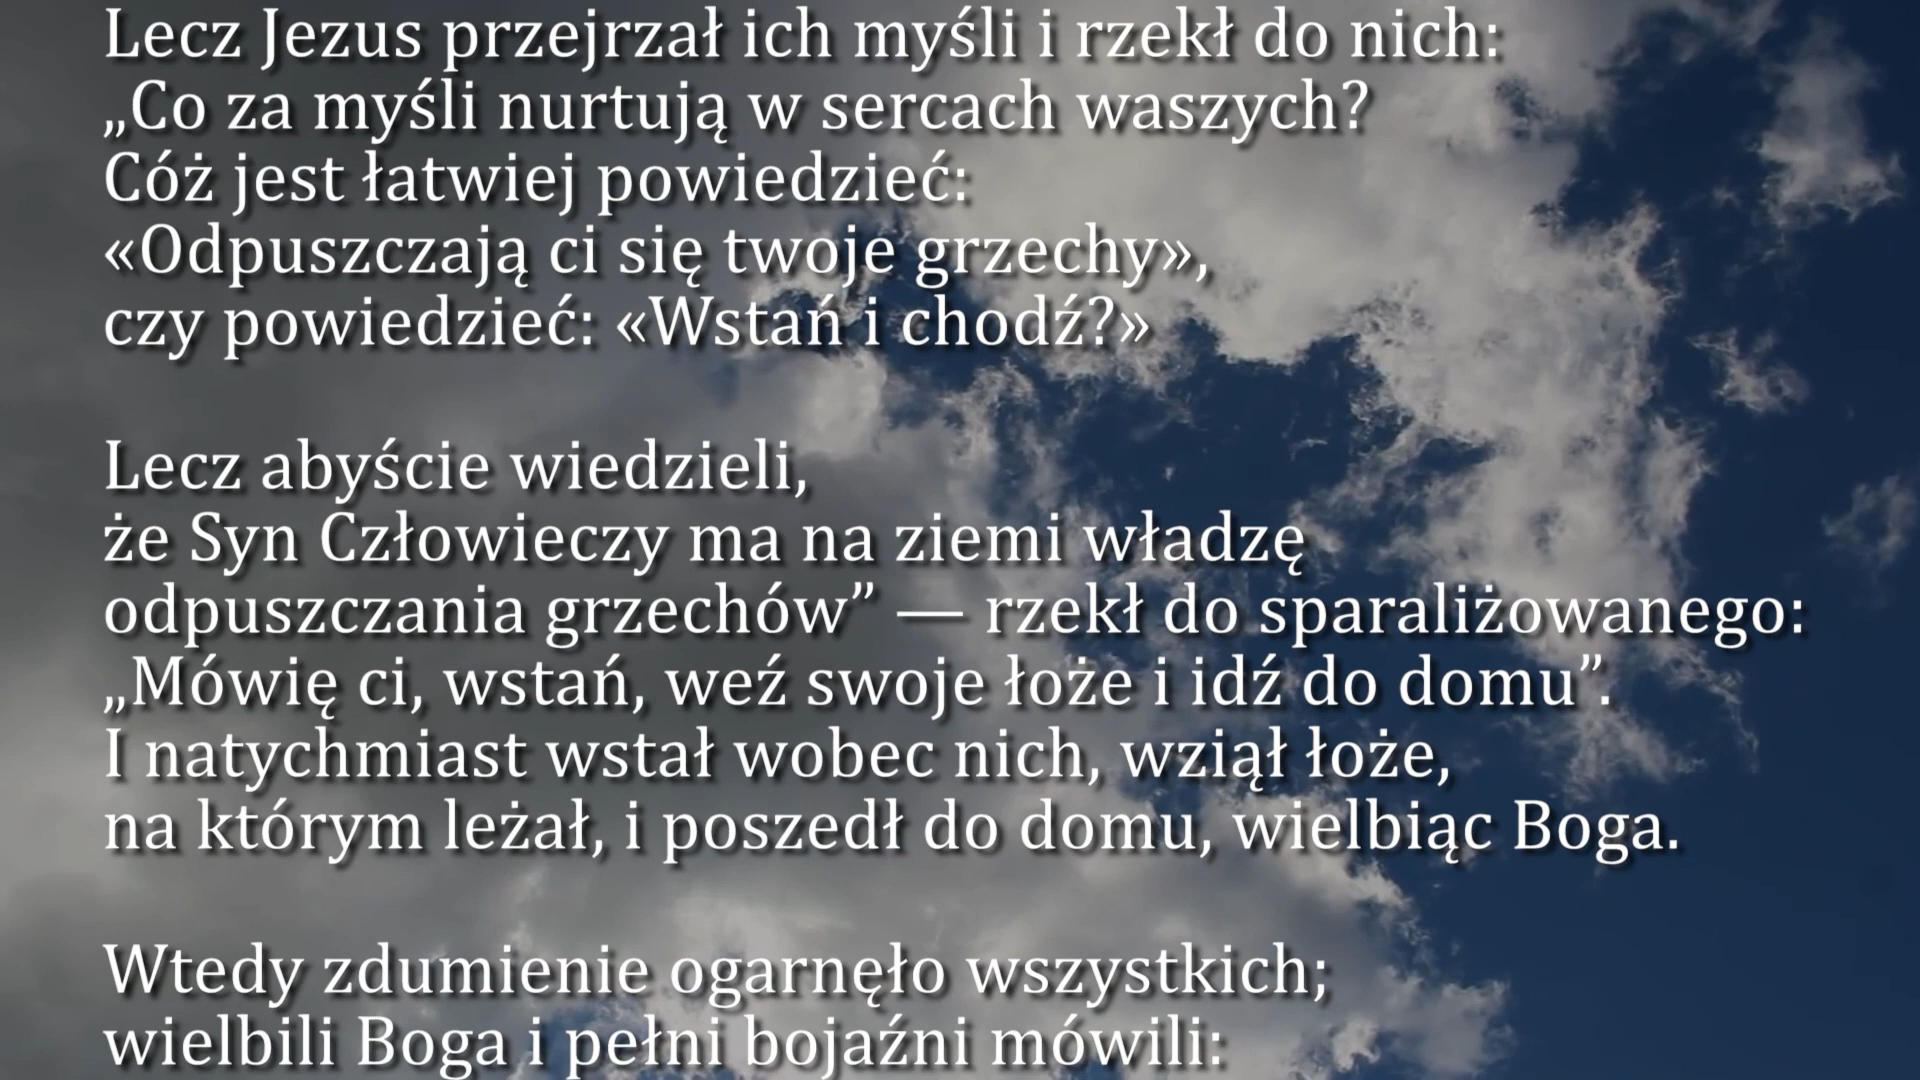 Lecz Jezus przejrzał ich myśli i rzekł do nich:
„Co za myśli nurtują w sercach waszych?
Cóż jest łatwiej powiedzieć:
«Odpuszczają ci się twoje grzechy»,
czy powiedzieć: «Wstań i chodź?»
Lecz abyście wiedzieli,
że Syn Człowieczy ma na ziemi władzę
odpuszczania grzechów” — rzekł do sparaliżowanego:
„Mówię ci, wstań, weź swoje łoże i idź do domu”.
I natychmiast wstał wobec nich, wziął łoże,
na którym leżał, i poszedł do domu, wielbiąc Boga.
Wtedy zdumienie ogarnęło wszystkich;
wielbili Boga i pełni bojaźni mówili: